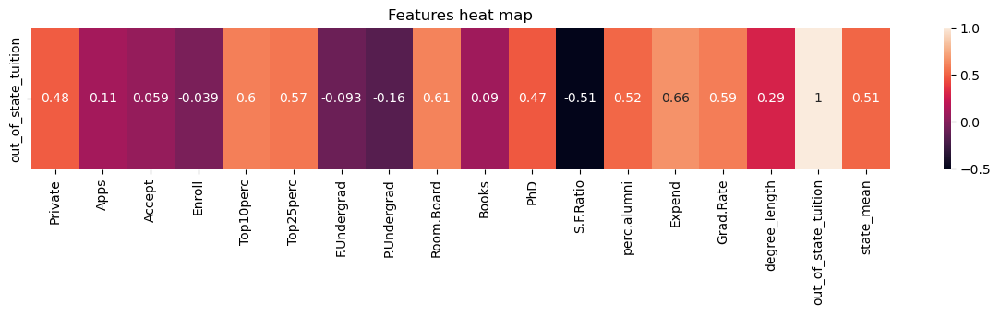 Features heat map
out_of_state_tuition
0.48 0.11 0.059 -0.039 0.6 0.57 -0.093 -0.16 0.61 0.09 0.47 -0.51 0.52 0.66 0.59 0.29 1 0.51
Private
Apps
Accept
Enroll
Top10perc
Top25perc
F.Undergrad
P.Undergrad
Room.Board
Books
PhD
S.F.Ratio
perc.alumni
Expend
Grad.Rate
degree_length
out_of_state_tuition
state_mean
1.0
0.5
0.0
−0.5